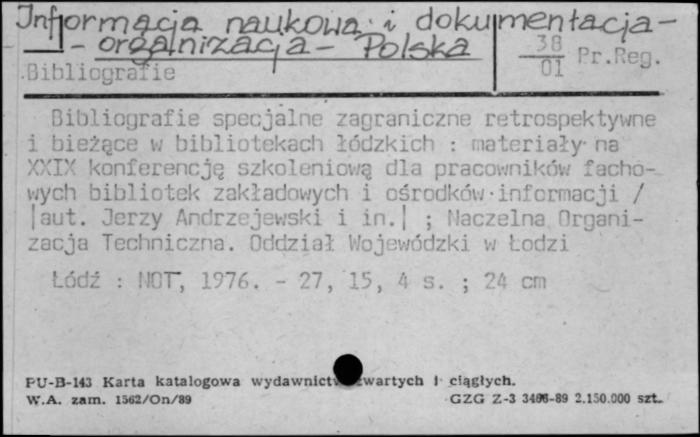 Informacja naukowa i dokumentacja -
- organizacja - Polska
38
01 Pr.Reg.
Bibliografie
Bibliografie specjalne zagraniczne retrospektywne
i bieżące w bibliotekach łódzkich : materiały na
XXIX konferencję szkoleniową dla pracowników facho-
wych bibliotek zakładowych i ośrodków informacji /
|aut. Jerzy Andrzejewski i in.| ; Naczelna Organi-
zacja Techniczna. Oddział Wojewódzki w Łodzi
Łódź : NOT, 1976. - 27, 15, 4 s. ; 24 cm
PU-B-143 Karta katalogowa wydawnictw zwartych i ciągłych.
W.A. zam. 1562/On/89 GZG Z-3 -89 2.150.000 szt.